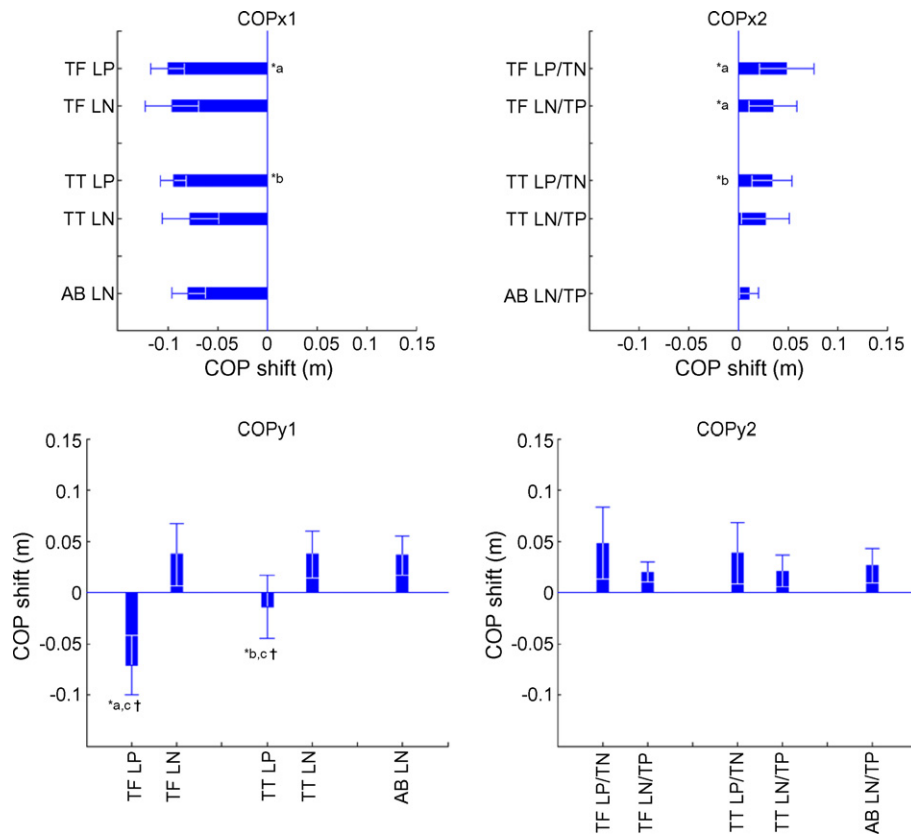 COPx1
TF LP
*a
TF LN
TT LP
*b
TT LN
AB LN
-0.1 -0.05 0 0.05 0.1 0.15
COP shift (m)
COPx2
TF LP/TN
*a
TF LN/TP
*a
TT LP/TN
*b
TT LN/TP
AB LN/TP
-0.1 -0.05 0 0.05 0.1 0.15
COP shift (m)
COPy1
0.15
0.1
0.05
0
-0.05
-0.1
COP shift (m)
*a,c †
*b,c †
TF LP
TF LN
TT LP
TT LN
AB LN
COPy2
0.15
0.1
0.05
0
-0.05
-0.1
COP shift (m)
TF LP/TN
TF LN/TP
TT LP/TN
TT LN/TP
AB LN/TP